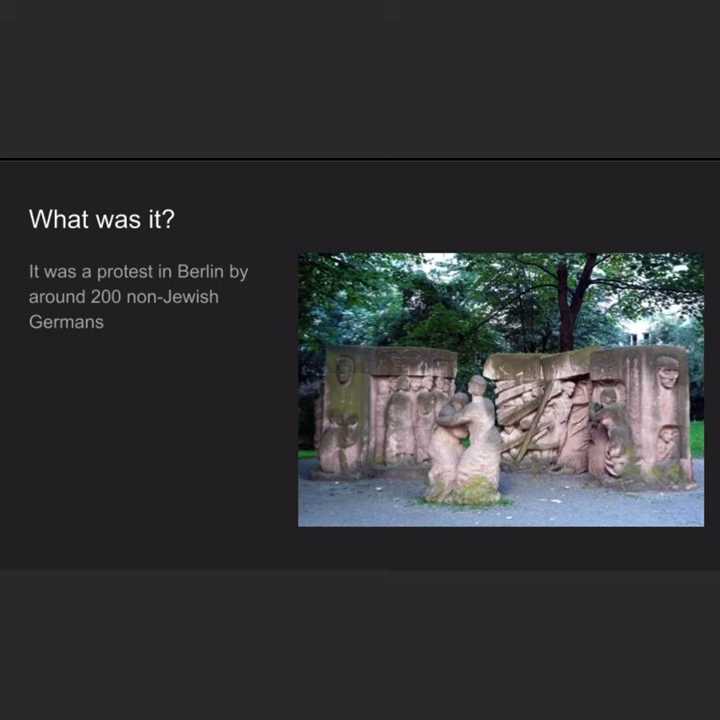 What was it?
It was a protest in Berlin by
around 200 non-Jewish
Germans